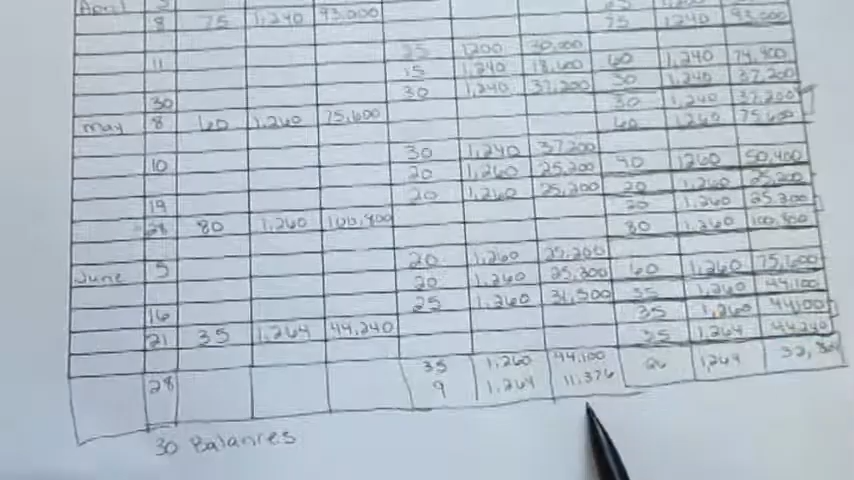 April
8 75 1,240 93,000 75 1240 93,000
25 1200 30,000
11 15 1,240 18,600 60 1,240 74,400
30 1,240 37,200 30 1,240 37,200
30 30 1,240 37,200
May 8 60 1,260 75,600 60 1,260 75,600
30 1,240 37,200
10 20 1,260 25,200 40 1260 50,400
20 1,260 25,200 20 1,260 25,200
19 20 1,260 25,200
28 80 1,260 100,800 80 1,260 100,800
20 1,260 25,200
June 5 20 1,260 25,200 60 1,260 75,600
25 1,260 31,500 35 1,260 44,100
16 35 1,260 44,100
21 35 1,264 44,240 35 1,264 44,240
35 1,260 44,100
28 9 1,264 11,376 26 1,264
30 Balances